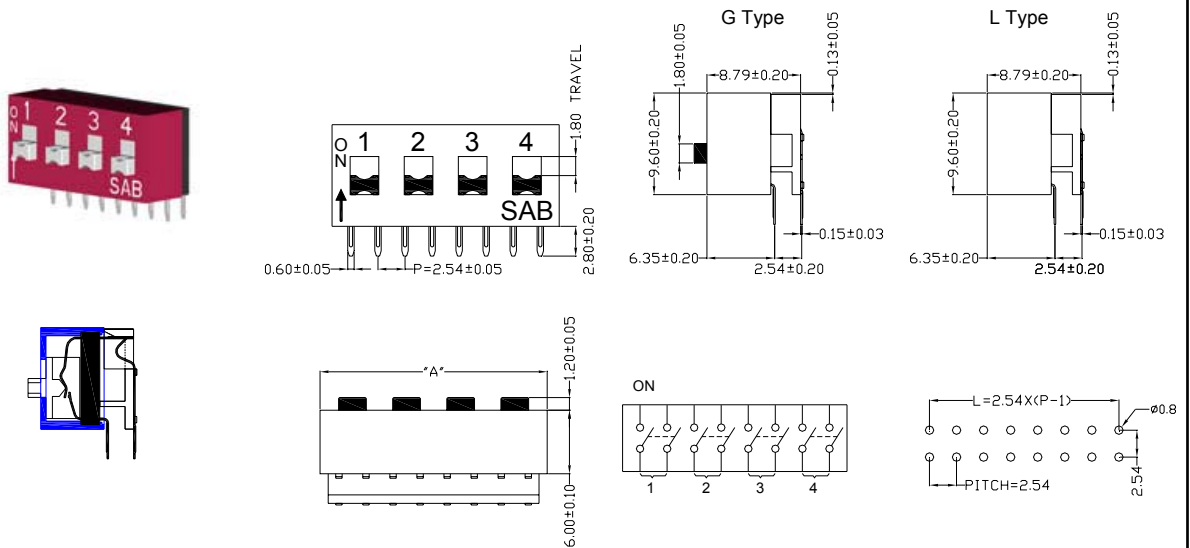 G Type
L Type
O
N
1 2 3 4
SAB
O
N
1 2 3 4
SAB
1.80 TRAVEL
2.80±0.20
0.60±0.05
P=2.54±0.05
1.80±0.05
8.79±0.20
0.13±0.05
9.60±0.20
0.15±0.03
6.35±0.20
2.54±0.20
8.79±0.20
0.13±0.05
9.60±0.20
0.15±0.03
6.35±0.20
2.54±0.20
"A"
1.20±0.05
6.00±0.10
ON
1 2 3 4
L=2.54X(P-1)
ø0.8
2.54
PITCH=2.54